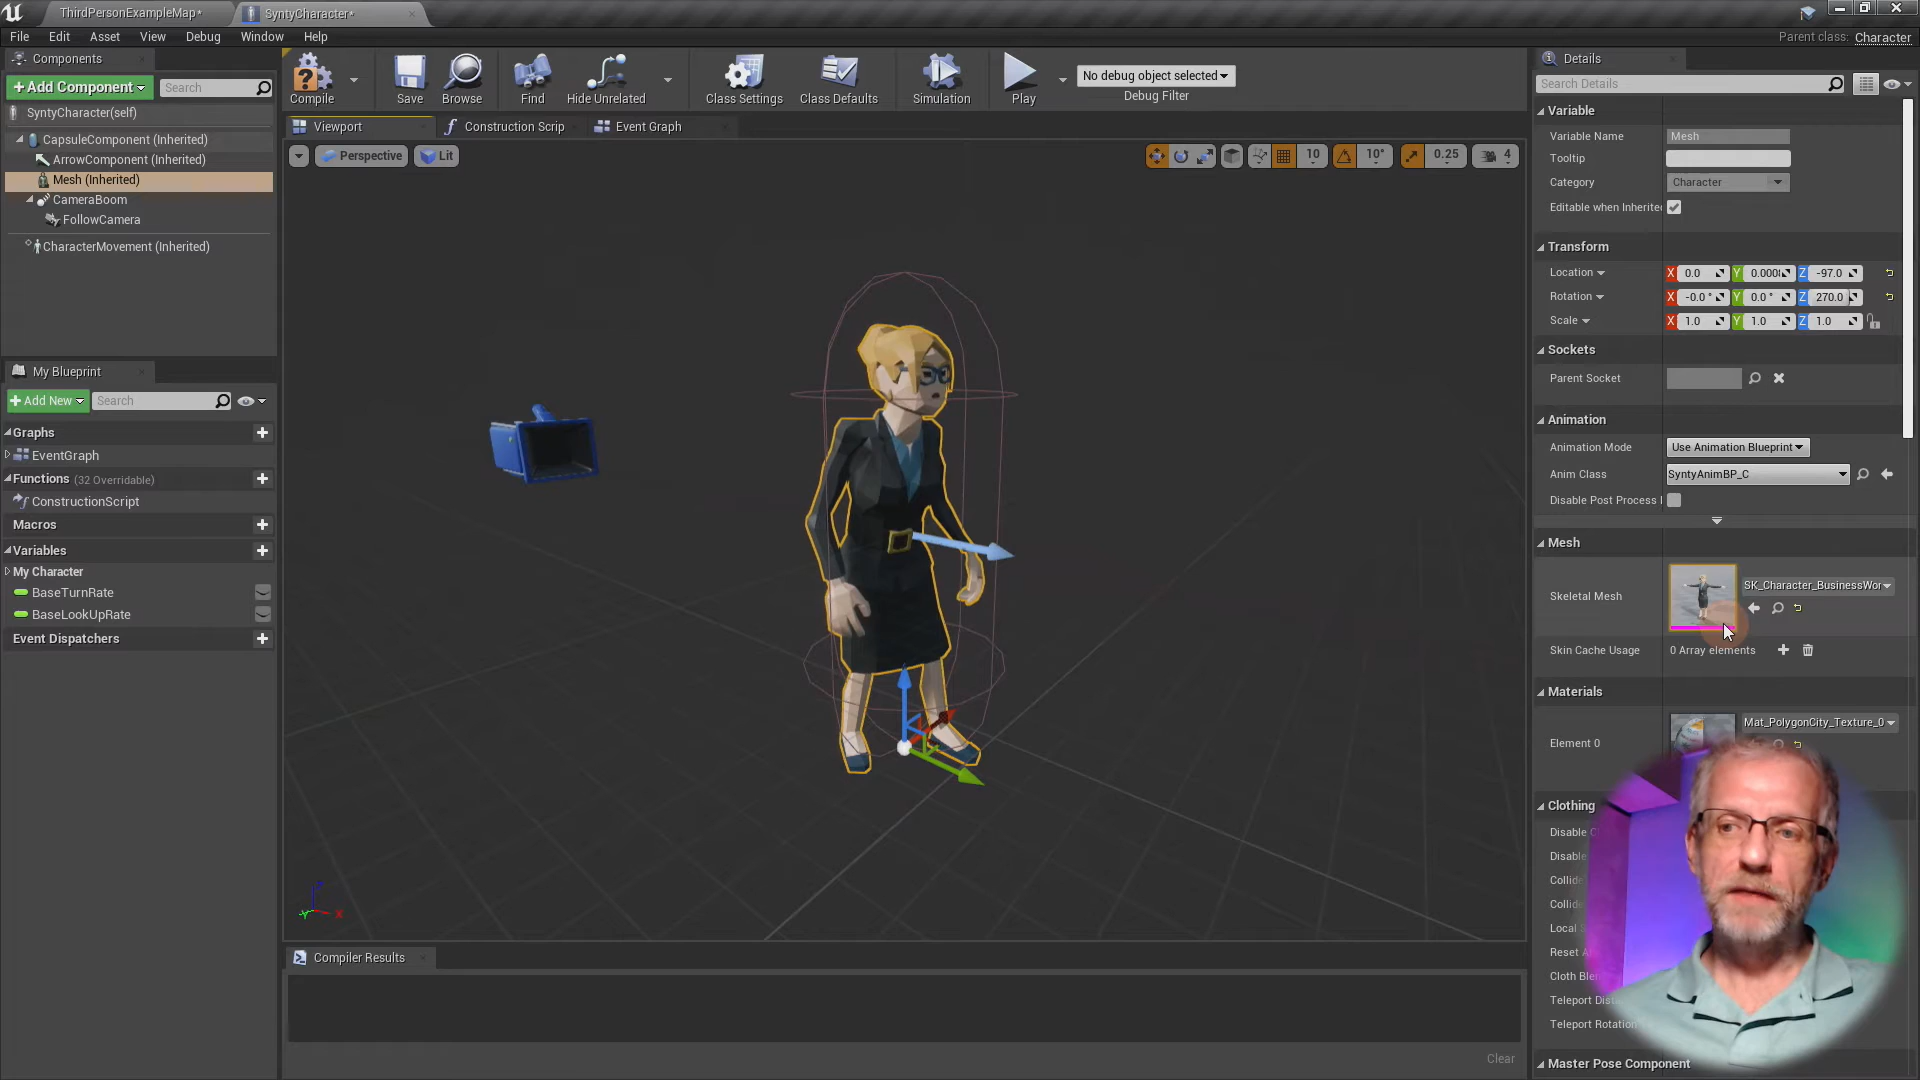 ThirdPersonExampleMap*
SyntyCharacter*
File Edit Asset View Debug Window Help
Parent class: Character
Components
+Add Component
Search
SyntyCharacter(self)
CapsuleComponent (Inherited)
ArrowComponent (Inherited)
Mesh (Inherited)
CameraBoom
FollowCamera
CharacterMovement (Inherited)
My Blueprint
+Add New
Search
Graphs
EventGraph
Functions (32 Overridable)
ConstructionScript
Macros
Variables
My Character
BaseTurnRate
BaseLookUpRate
Event Dispatchers
Compile
Save
Browse
Find
Hide Unrelated
Class Settings
Class Defaults
Simulation
Play
No debug object selected
Debug Filter
Viewport
Construction Scrip
Event Graph
Perspective
Lit
10
10°
0.25
4
Compiler Results
Clear
Details
Search Details
Variable
Variable Name Mesh
Tooltip
Category Character
Editable when Inherited
Transform
Location X 0.0 Y 0.000 Z -97.0
Rotation X -0.0 ° Y 0.0 ° Z 270.0
Scale X 1.0 Y 1.0 Z 1.0
Sockets
Parent Socket
Animation
Animation Mode Use Animation Blueprint
Anim Class SyntyAnimBP_C
Disable Post Process
Mesh
Skeletal Mesh SK_Character_BusinessWor
Skin Cache Usage 0 Array elements
Materials
Element 0 Mat_PolygonCity_Texture_0
Clothing
Disable C
Disable
Collide
Collide
Local
Reset A
Cloth Ble
Teleport Dist
Teleport Rotation
Master Pose Component